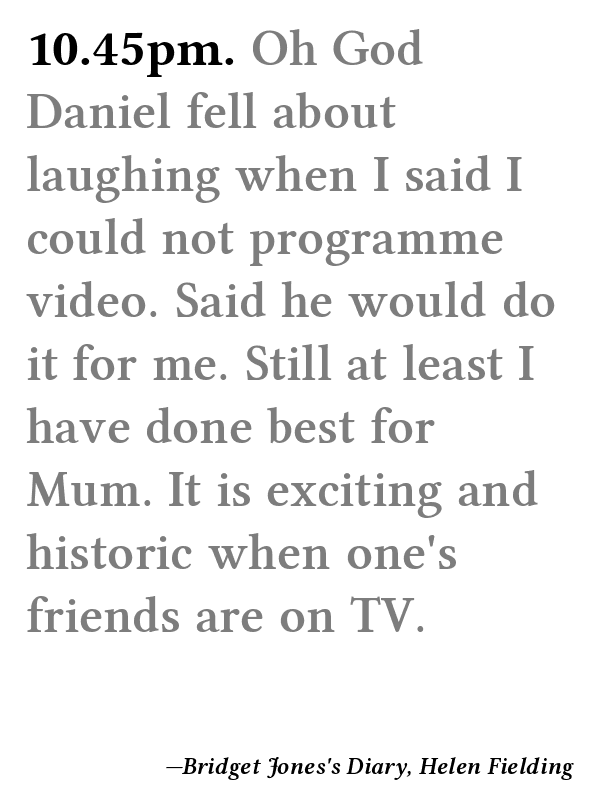 10.45pm. Oh God
Daniel fell about
laughing when I said I
could not programme
video. Said he would do
it for me. Still at least I
have done best for
Mum. It is exciting and
historic when one's
friends are on TV.
—Bridget Jones's Diary, Helen Fielding